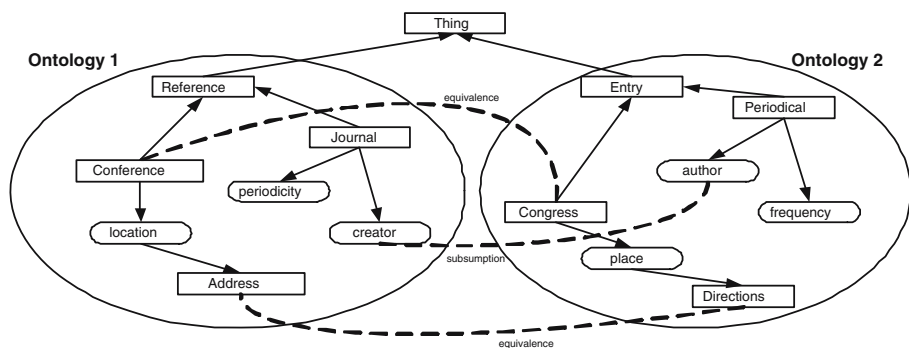 Thing
Ontology 1
Ontology 2
Reference
equivalence
Entry
Periodical
Journal
Conference
author
periodicity
Congress
frequency
location
creator
subsumption
place
Address
Directions
equivalence